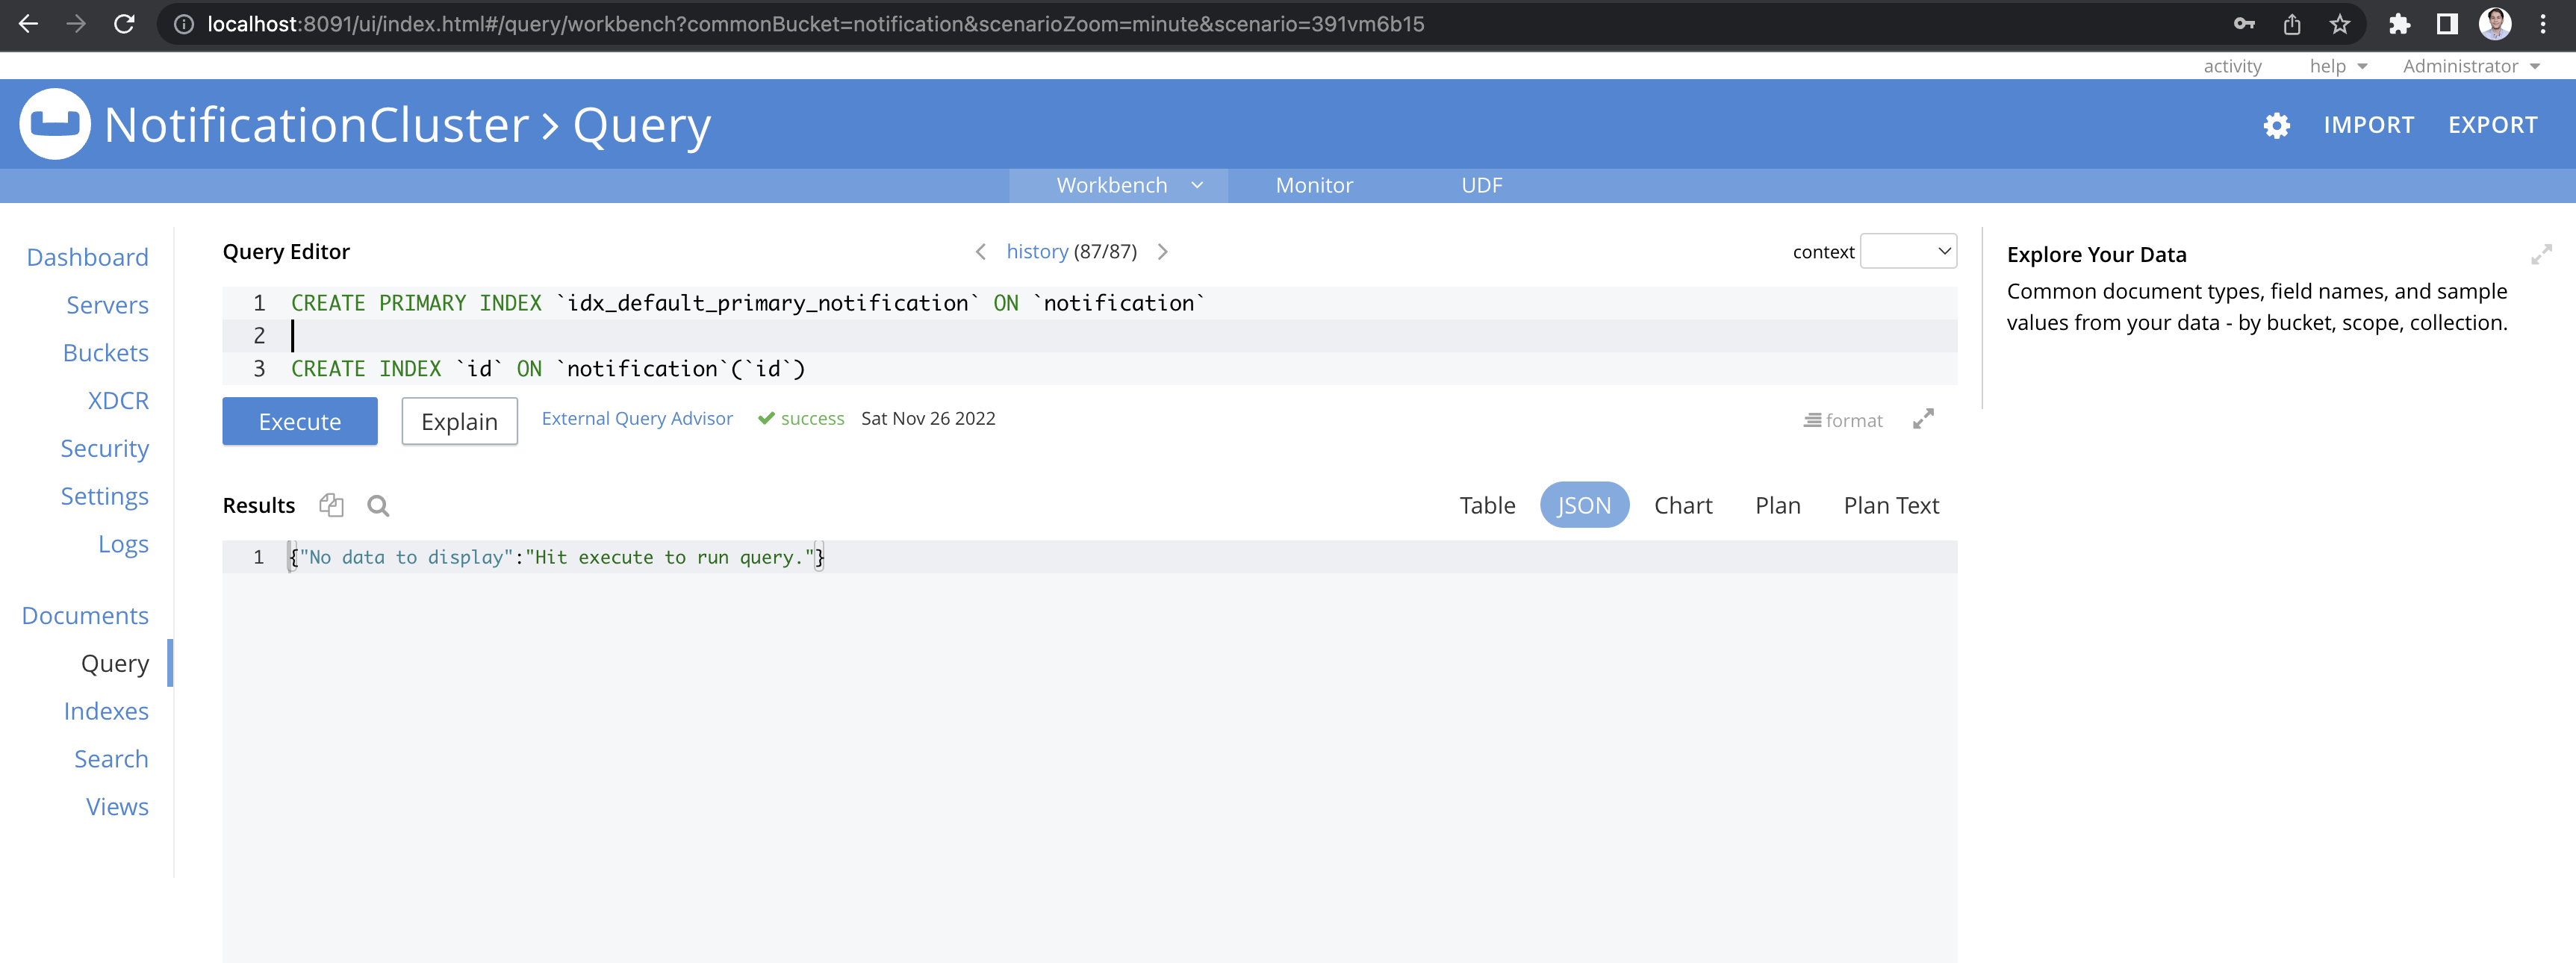 localhost:8091/ui/index.html#/query/workbench?commonBucket=notification&scenarioZoom=minute&scenario=391vm6b15
activity help Administrator
NotificationCluster > Query
IMPORT EXPORT
Workbench Monitor UDF
Dashboard
Servers
Buckets
XDCR
Security
Settings
Logs
Documents
Query
Indexes
Search
Views
Query Editor history (87/87) context
1 CREATE PRIMARY INDEX `idx_default_primary_notification` ON `notification`
2
3 CREATE INDEX `id` ON `notification`(`id`)
Execute Explain External Query Advisor success Sat Nov 26 2022 format
Results Table JSON Chart Plan Plan Text
1 {"No data to display":"Hit execute to run query."}
Explore Your Data
Common document types, field names, and sample
values from your data - by bucket, scope, collection.